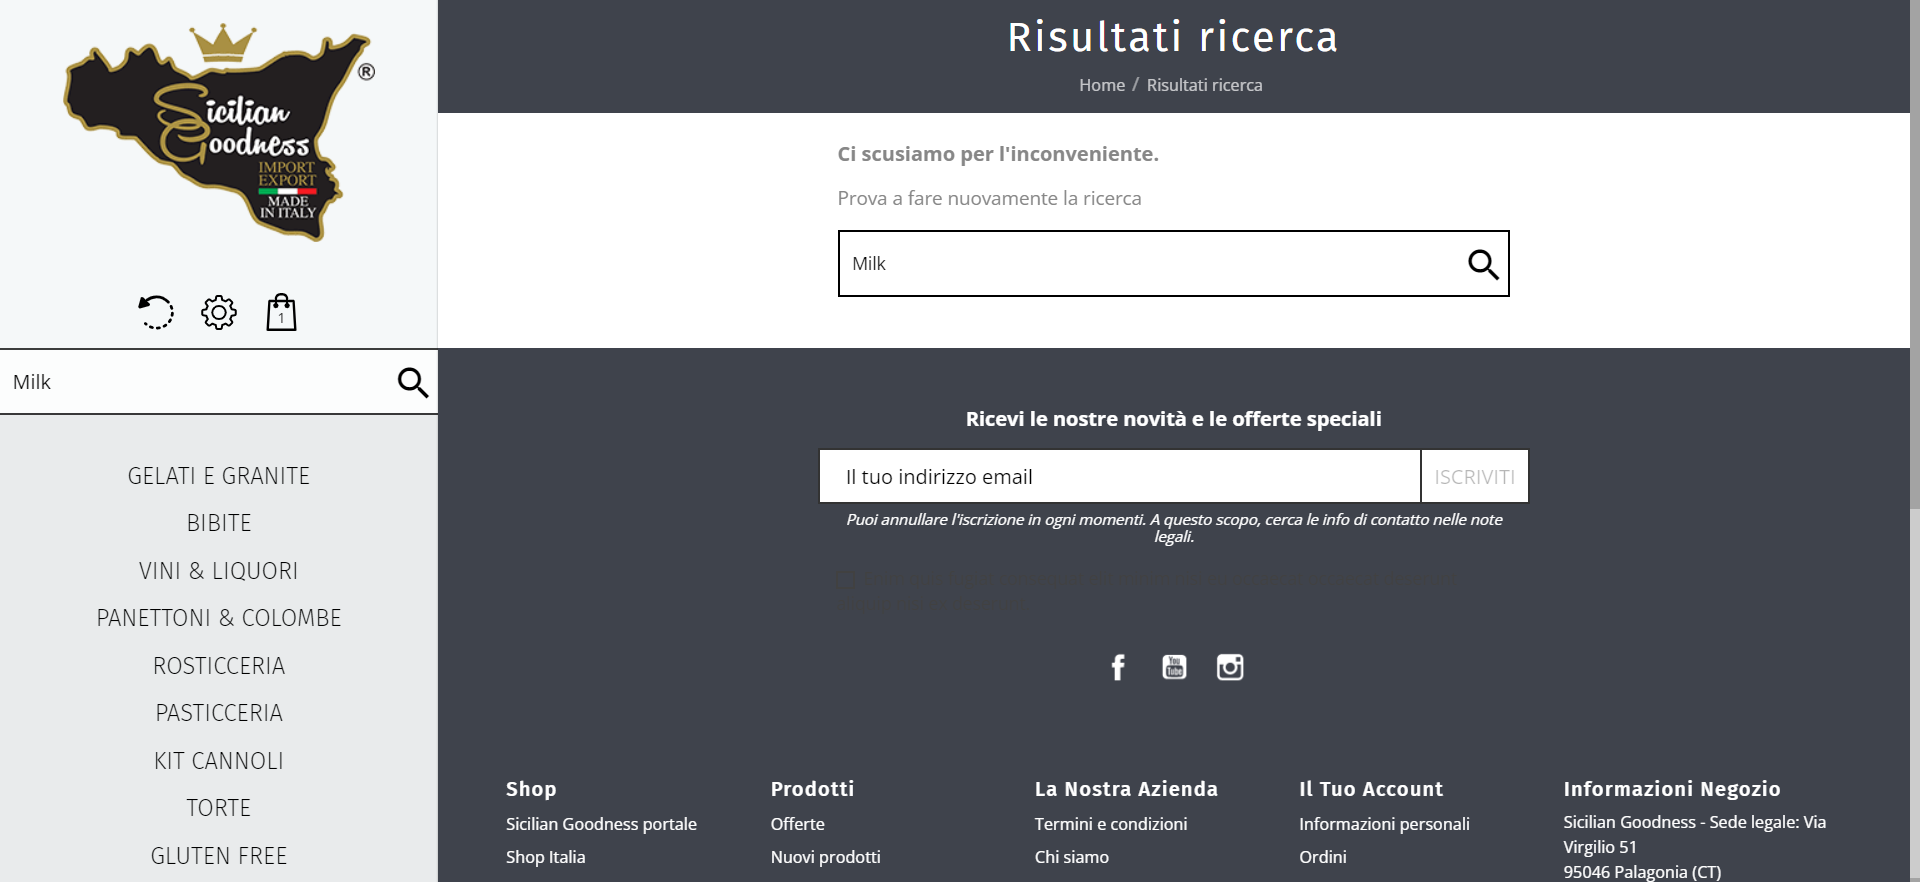 Sicilian
Goodness
®
IMPORT
EXPORT
MADE
IN ITALY
1
Milk
GELATI E GRANITE
BIBITE
VINI & LIQUORI
PANETTONI & COLOMBE
ROSTICCERIA
PASTICCERIA
KIT CANNOLI
TORTE
GLUTEN FREE
Risultati ricerca
Home / Risultati ricerca
Ci scusiamo per l'inconveniente.
Prova a fare nuovamente la ricerca
Milk
Ricevi le nostre novità e le offerte speciali
Il tuo indirizzo email
ISCRIVITI
Puoi annullare l'iscrizione in ogni momenti. A questo scopo, cerca le info di contatto nelle note
legali.
You
Tube
Shop
Sicilian Goodness portale
Shop Italia
Prodotti
Offerte
Nuovi prodotti
La Nostra Azienda
Termini e condizioni
Chi siamo
Il Tuo Account
Informazioni personali
Ordini
Informazioni Negozio
Sicilian Goodness - Sede legale: Via
Virgilio 51
95046 Palagonia (CT)